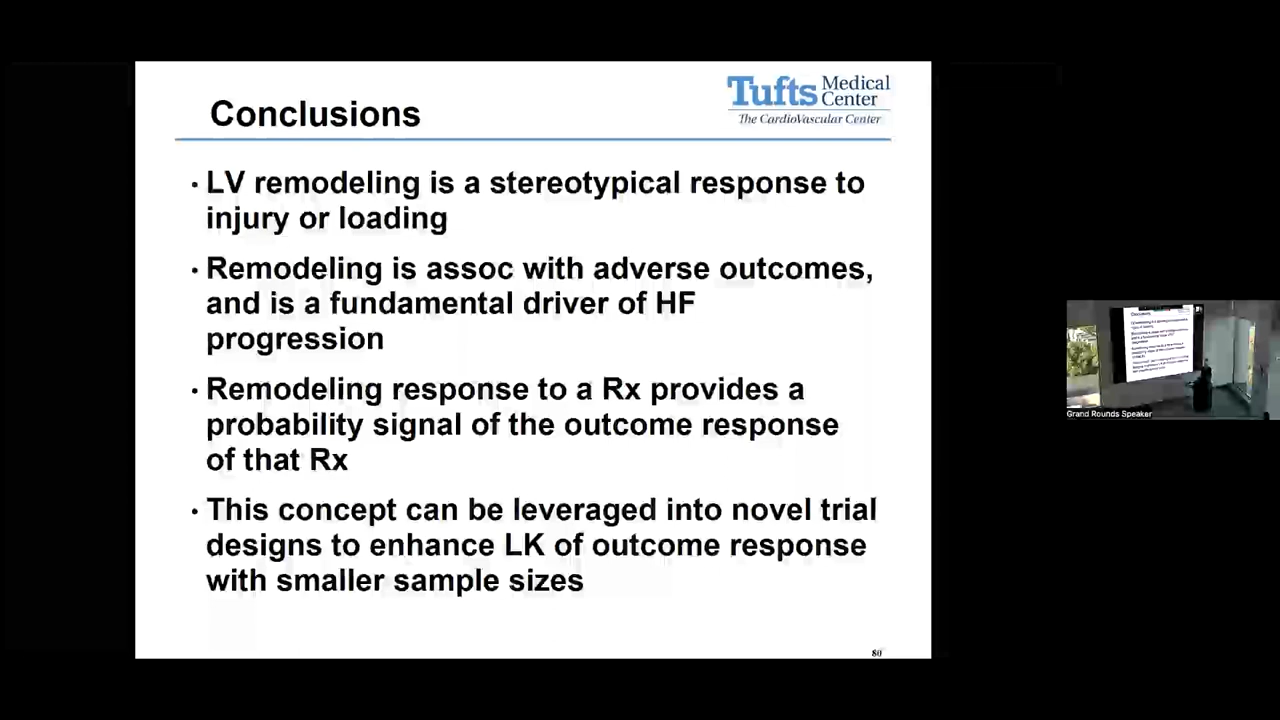 Conclusions
Tufts Medical Center
The CardioVascular Center
• LV remodeling is a stereotypical response to
injury or loading
• Remodeling is assoc with adverse outcomes,
and is a fundamental driver of HF
progression
• Remodeling response to a Rx provides a
probability signal of the outcome response
of that Rx
• This concept can be leveraged into novel trial
designs to enhance LK of outcome response
with smaller sample sizes
80
Grand Rounds Speaker